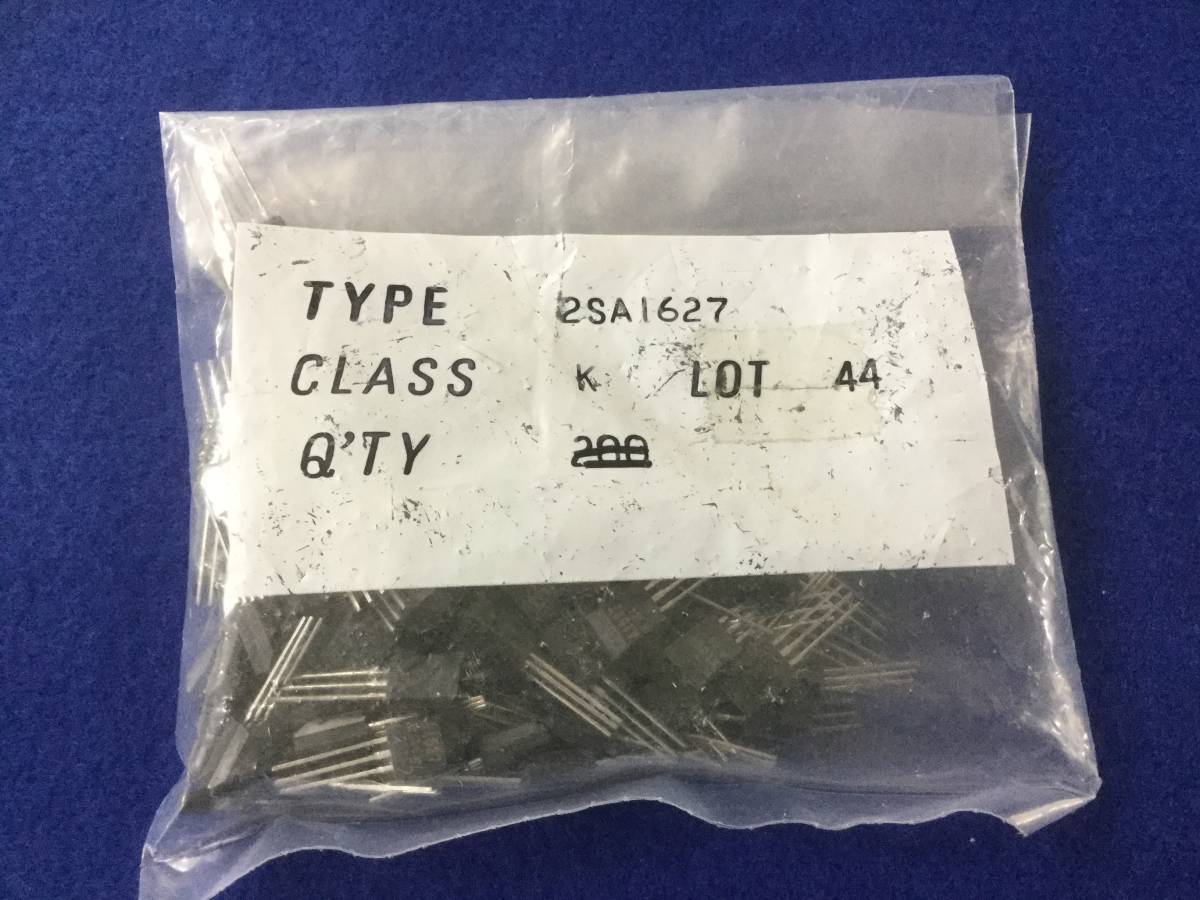 TYPE 2SA1627
CLASS K LOT 44
Q'TY 200